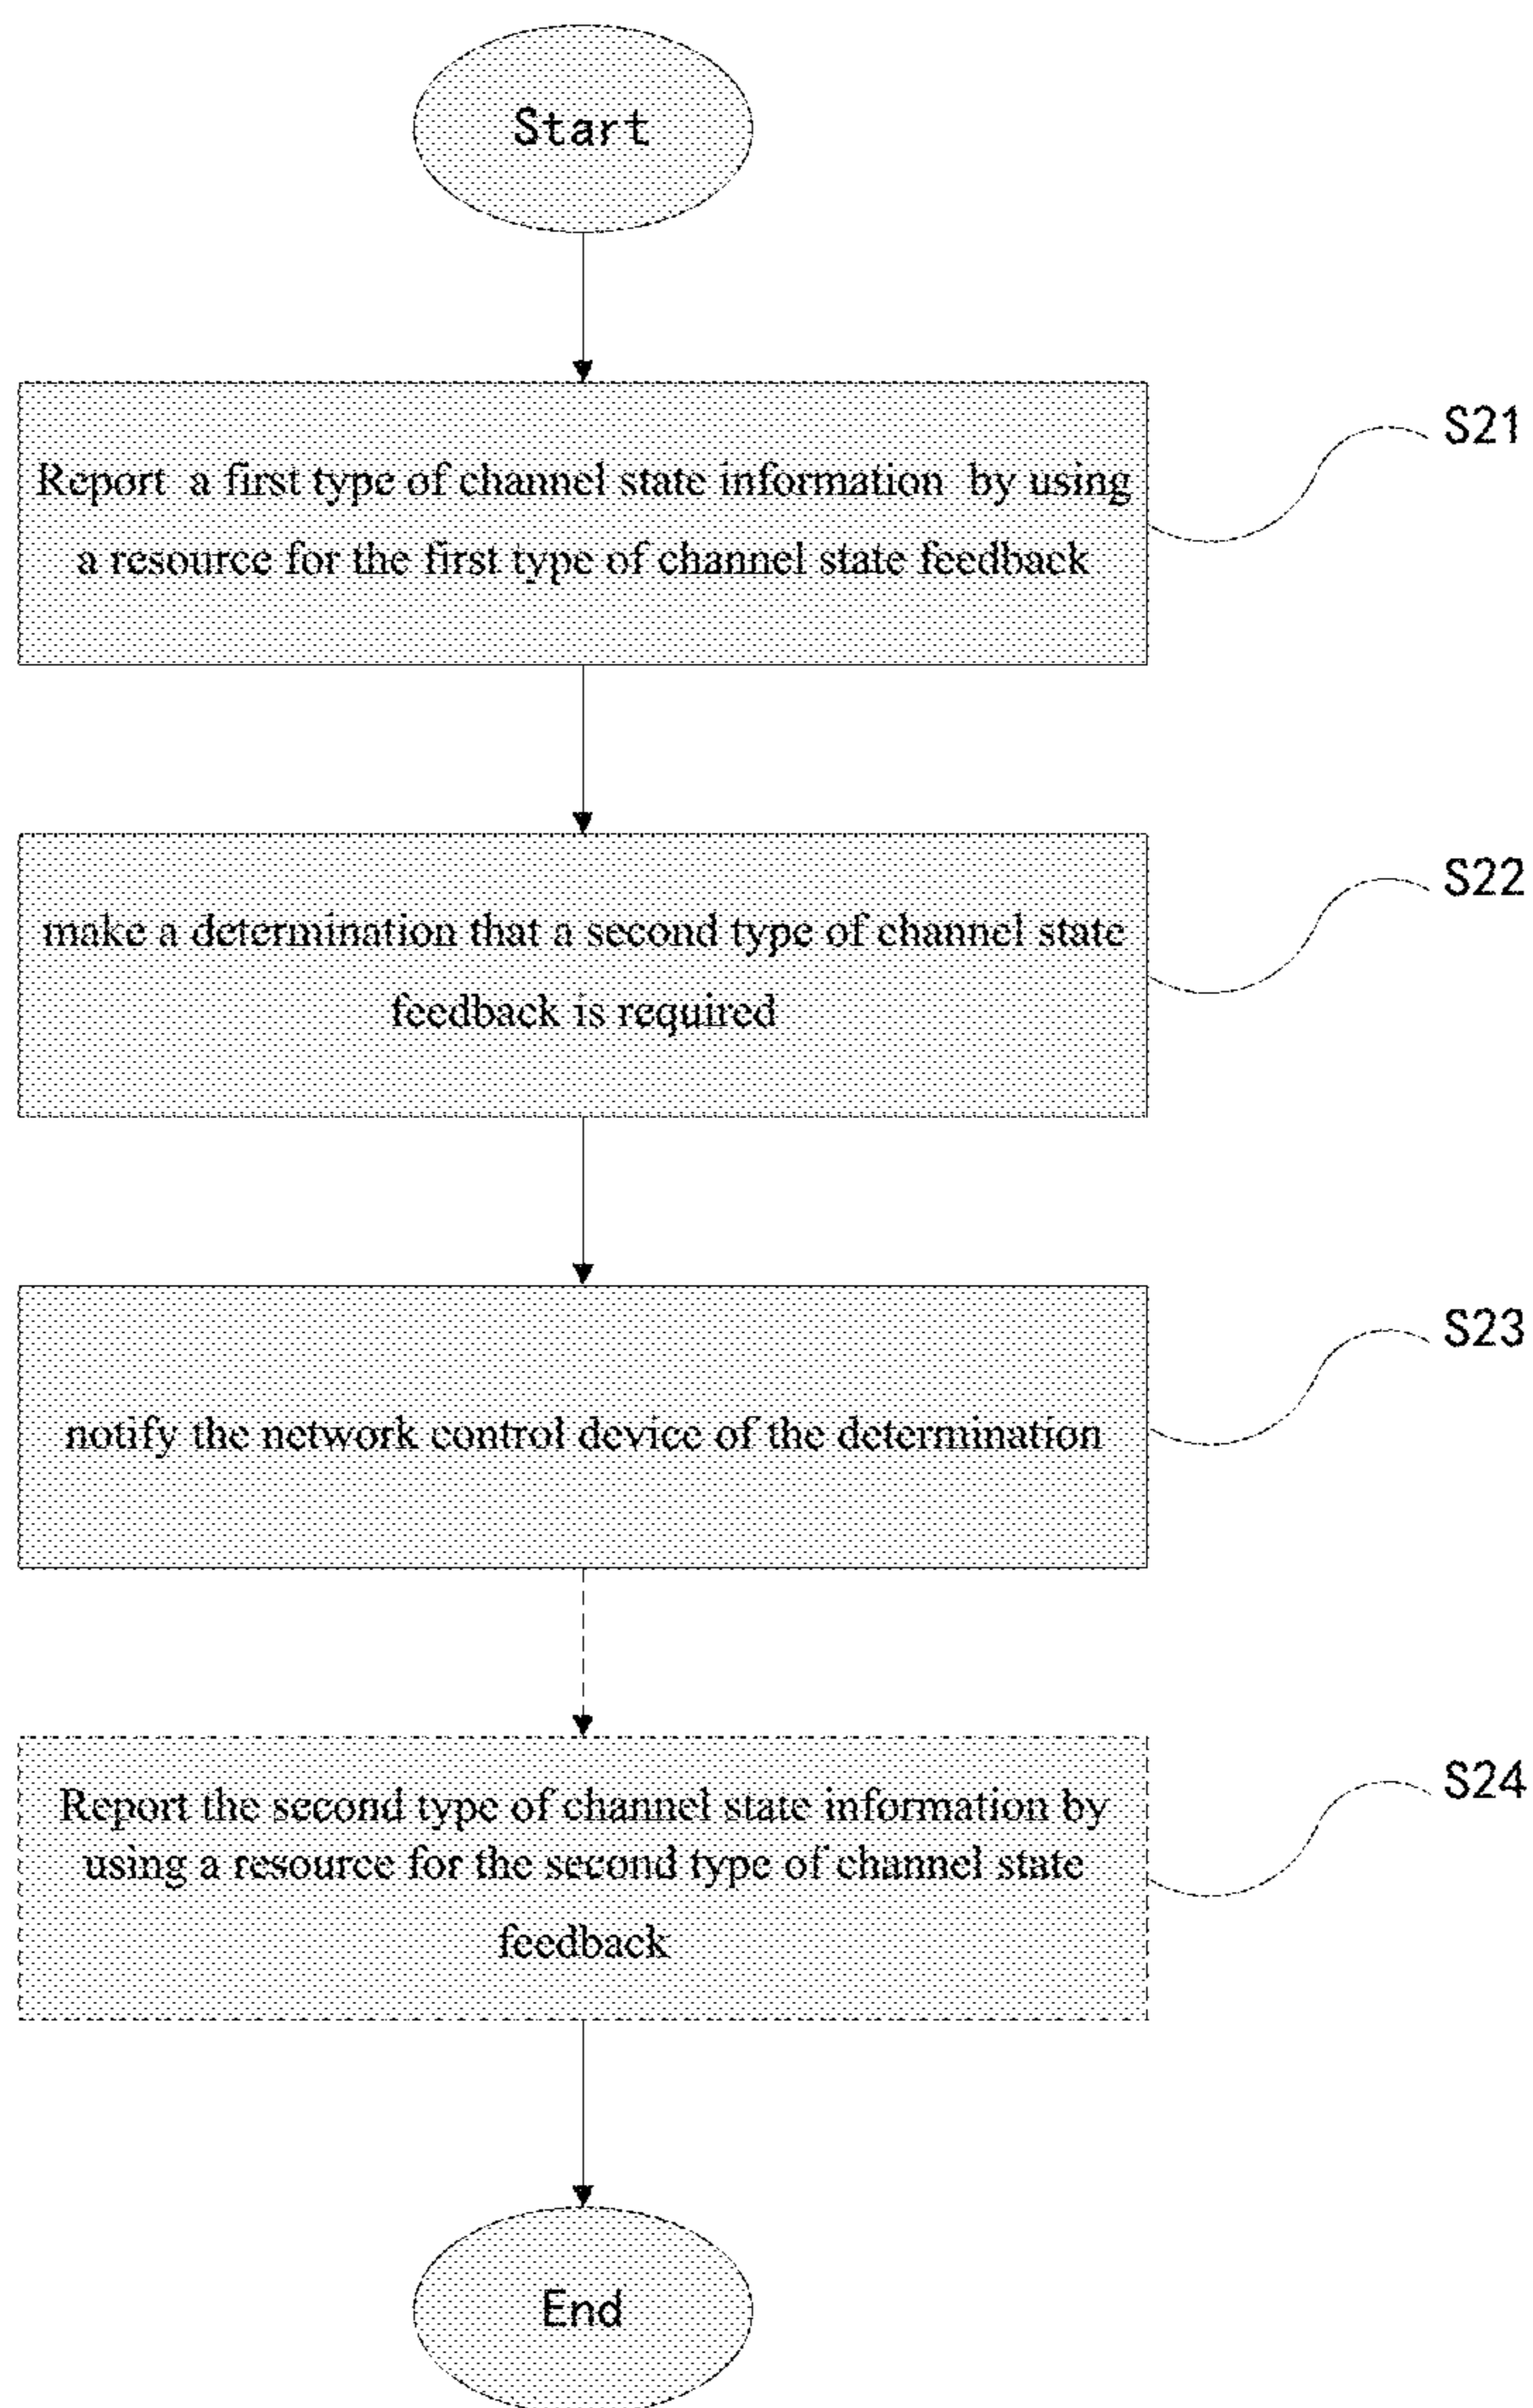 Start
Report a first type of channel state information by using
a resource for the first type of channel state feedback
S21
make a determination that a second type of channel state
feedback is required
S22
notify the network control device of the determination
S23
Report the second type of channel state information by
using a resource for the second type of channel state
feedback
S24
End